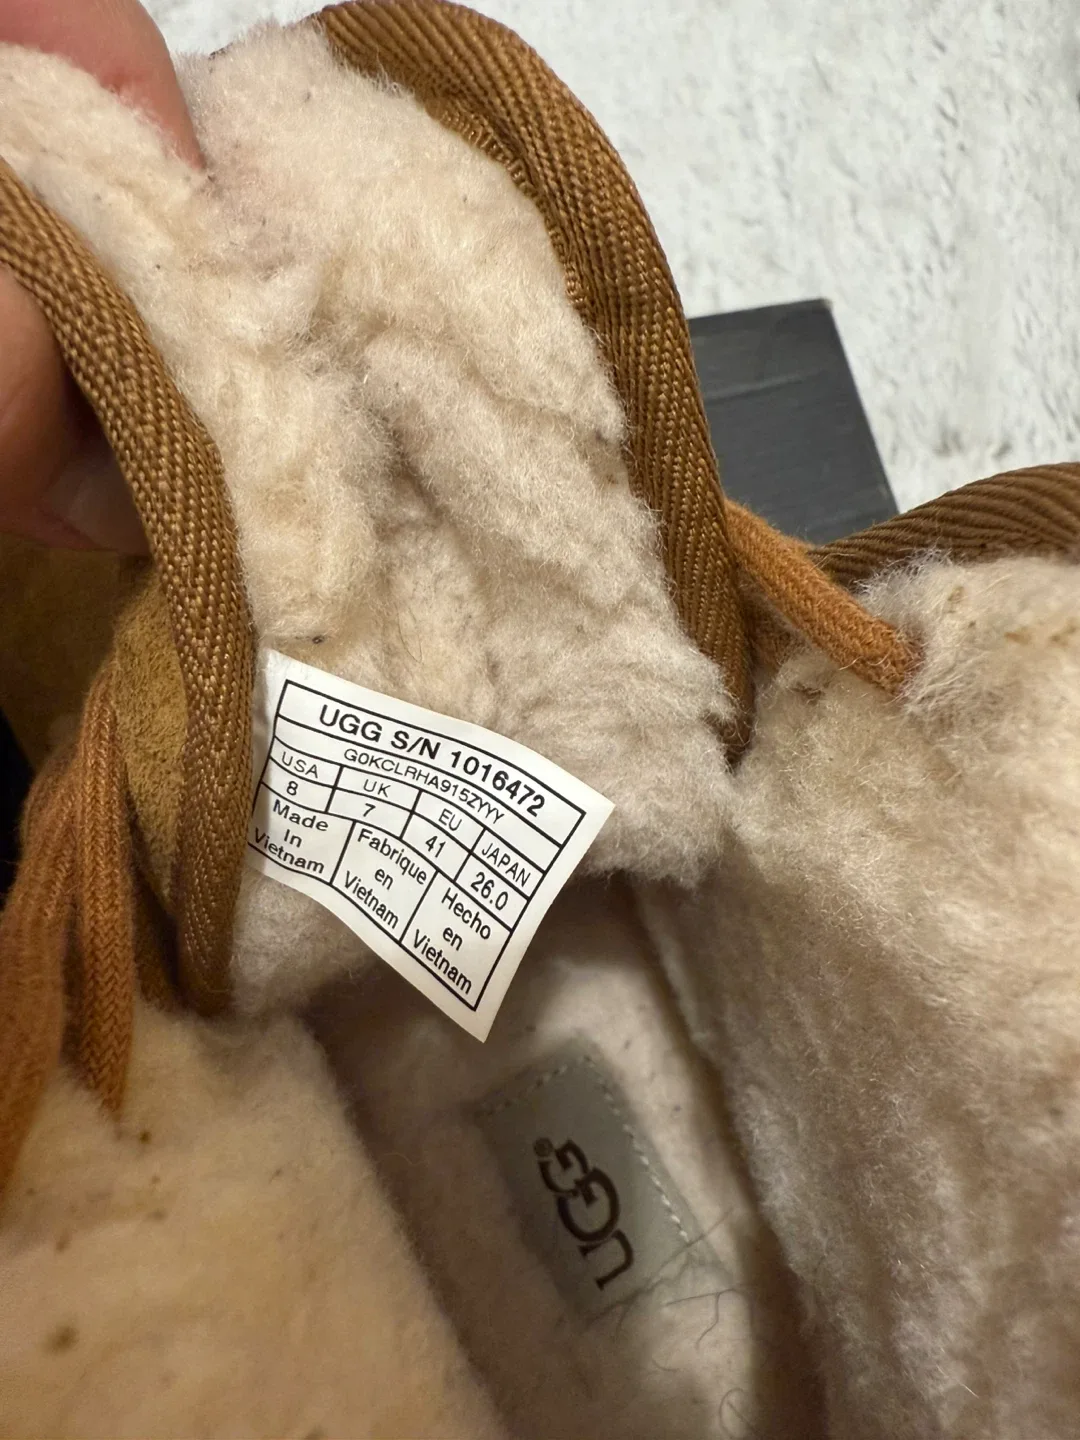 UGG S/N 1016472
G0KCLRHA915ZYYY
USA UK EU JAPAN
8 7 41 26.0
Made In Vietnam
Fabrique en Vietnam
Hecho en Vietnam
UGG®